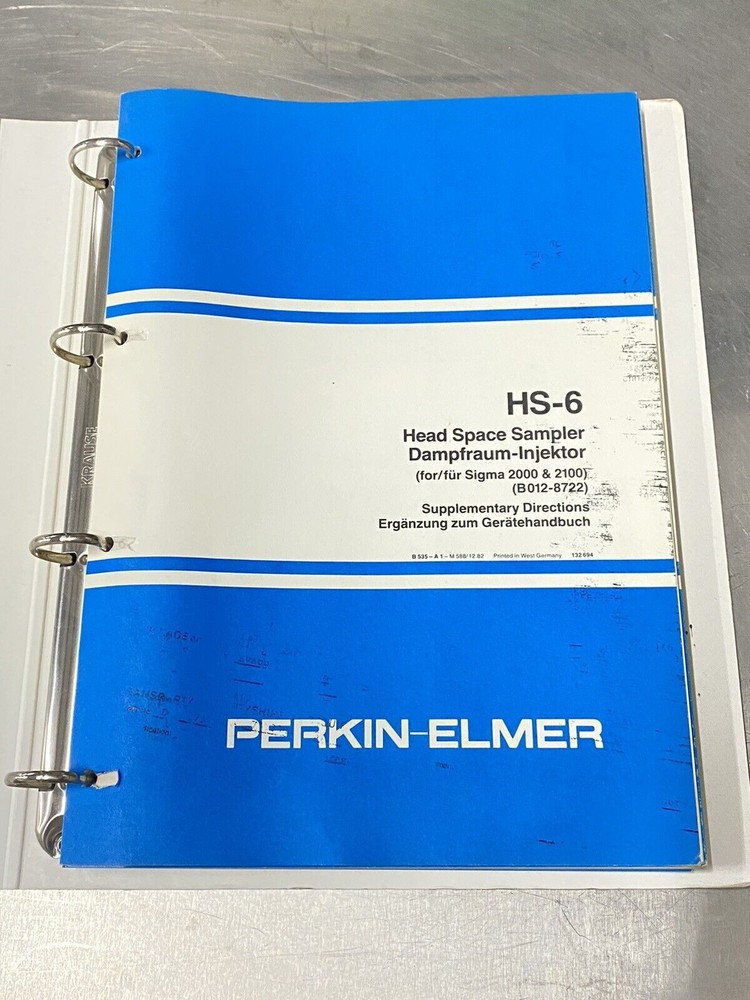 HS-6
Head Space Sampler
Dampfraum-Injektor
(for/für Sigma 2000 & 2100)
(B012-8722)
Supplementary Directions
Ergänzung zum Gerätehandbuch
B 535 – A 1 – M 588/12.82 Printed in West Germany 132 694
KRAUSE
PERKIN-ELMER